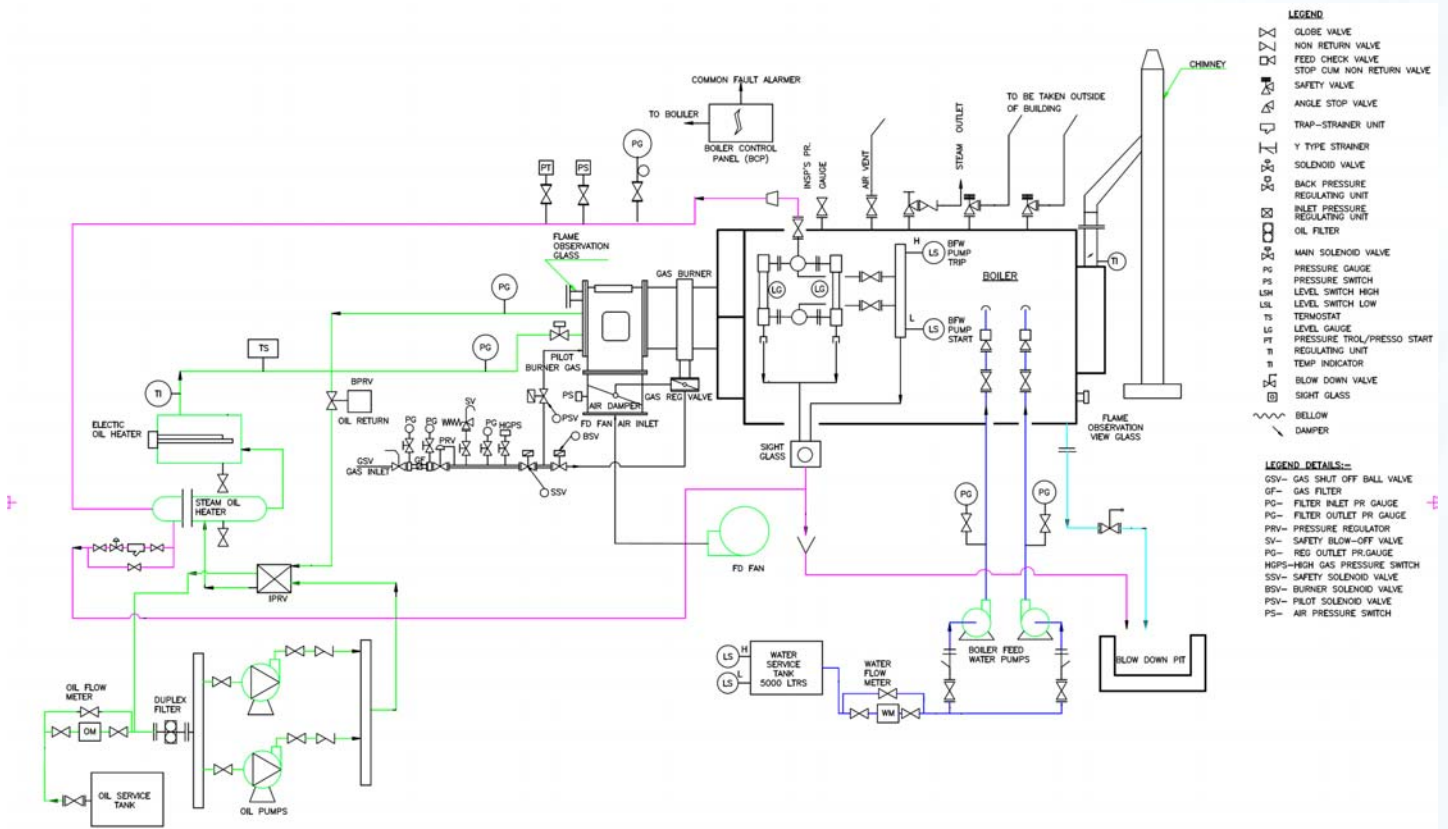 COMMON FAULT ALARMER
TO BOLILER
BOILER CONTROL
PANEL (BCP)
PG
PT
PS
INSP'S PR.
GAUGE
AIR VENT
STEAM OUTLET
TO BE TAKEN OUTSIDE
OF BUILDING
CHIMNEY
FLAME
OBSERVATION
GLASS
GAS BURNER
PG
PG
TS
TI
BPRV
OIL RETURN
PILOT
BURNER GAS
PS
AIR DAMPER
GAS REG VALVE
FD FAN AIR INLET
PSV
BSV
SSV
SV
PG
PG
PRV
PG
HGPS
GF
GSV
GAS INLET
ELECTIC
OIL HEATER
STEAM OIL
HEATER
IPRV
LG
LG
H
LS
BFW
PUMP
TRIP
L
LS
BFW
PUMP
START
BOILER
TI
FLAME
OBSERVATION
VIEW GLASS
SIGHT
GLASS
FD FAN
PG
PG
BOILER FEED
WATER PUMPS
BLOW DOWN PIT
LS
H
LS
L
WATER
SERVICE
TANK
5000 LTRS
WATER
FLOW
METER
WM
OIL FLOW
METER
OM
DUPLEX
FILTER
OIL SERVICE
TANK
OIL PUMPS
LEGEND
GLOBE VALVE
NON RETURN VALVE
FEED CHECK VALVE
STOP CUM NON RETURN VALVE
SAFETY VALVE
ANGLE STOP VALVE
TRAP-STRAINER UNIT
Y TYPE STRAINER
SOLENOID VALVE
BACK PRESSURE
REGULATING UNIT
INLET PRESSURE
REGULATING UNIT
OIL FILTER
MAIN SOLENOID VALVE
PG PRESSURE GAUGE
PS PRESSURE SWITCH
LSH LEVEL SWITCH HIGH
LSL LEVEL SWITCH LOW
TS TERMOSTAT
LG LEVEL GAUGE
PT PRESSURE TROL/PRESSO START
TI REGULATING UNIT
TI TEMP INDICATOR
BLOW DOWN VALVE
SIGHT GLASS
BELLOW
DAMPER
LEGEND DETAILS:-
GSV- GAS SHUT OFF BALL VALVE
GF- GAS FILTER
PG- FILTER INLET PR GAUGE
PG- FILTER OUTLET PR GAUGE
PRV- PRESSURE REGULATOR
SV- SAFETY BLOW-OFF VALVE
PG- REG OUTLET PR.GAUGE
HGPS-HIGH GAS PRESSURE SWITCH
SSV- SAFETY SOLENOID VALVE
BSV- BURNER SOLENOID VALVE
PSV- PILOT SOLENOID VALVE
PS- AIR PRESSURE SWITCH